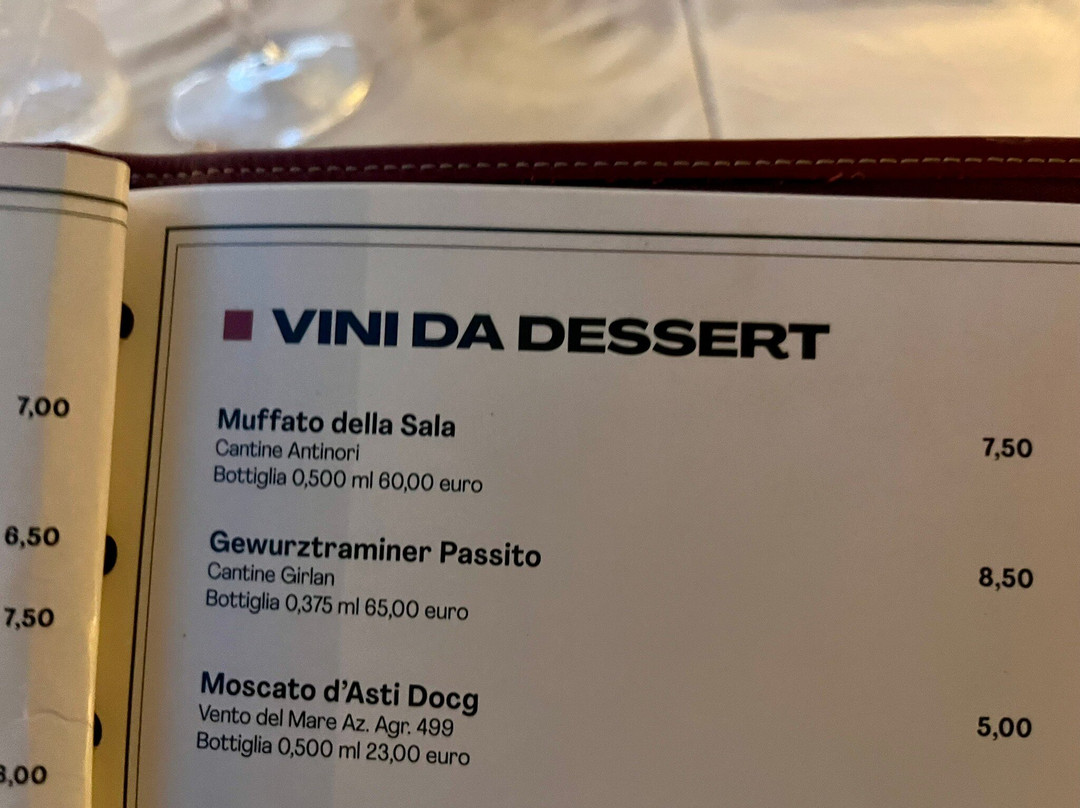 7,00
6,50
7,50
VINI DA DESSERT
Muffato della Sala
Cantine Antinori
Bottiglia 0,500 ml 60,00 euro
7,50
Gewurztraminer Passito
Cantine Girlan
Bottiglia 0,375 ml 65,00 euro
8,50
Moscato d'Asti Docg
Vento del Mare Az. Agr. 499
Bottiglia 0,500 ml 23,00 euro
5,00